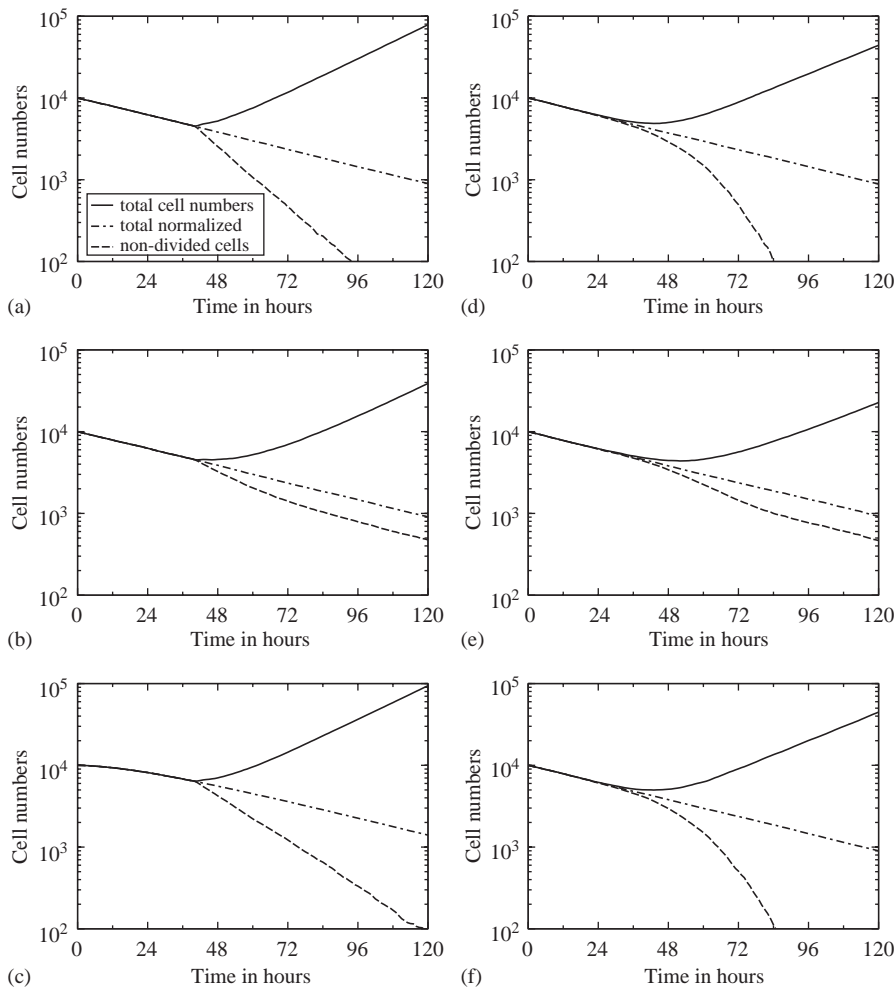 10^5
10^4
10^3
10^2
Cell numbers
total cell numbers
total normalized
non-divided cells
0 24 48 72 96 120
Time in hours
(a)
10^5
10^4
10^3
10^2
Cell numbers
0 24 48 72 96 120
Time in hours
(d)
10^5
10^4
10^3
10^2
Cell numbers
0 24 48 72 96 120
Time in hours
(b)
10^5
10^4
10^3
10^2
Cell numbers
0 24 48 72 96 120
Time in hours
(e)
10^5
10^4
10^3
10^2
Cell numbers
0 24 48 72 96 120
Time in hours
(c)
10^5
10^4
10^3
10^2
Cell numbers
0 24 48 72 96 120
Time in hours
(f)